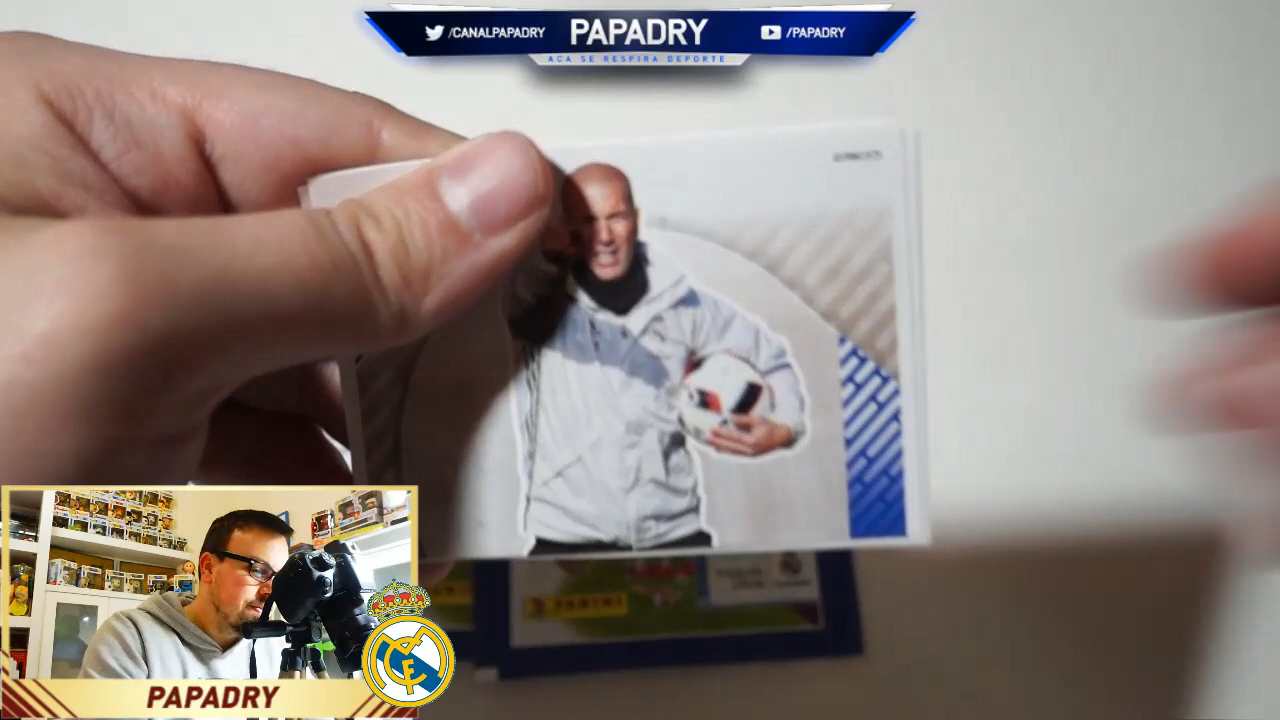 /CANALPAPADRY
PAPADRY
/PAPADRY
ACA SE RESPIRA DEPORTE
PANINI
PAPADRY